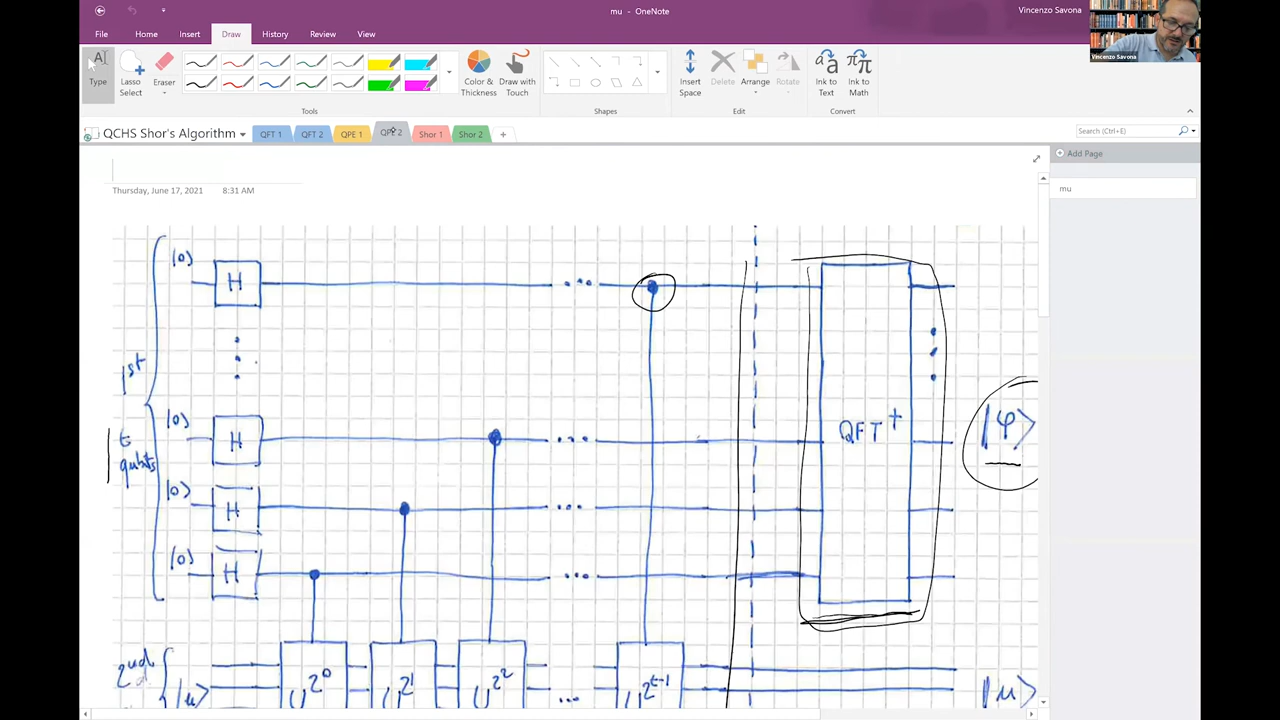 mu - OneNote
Vincenzo Savona
File Home Insert Draw History Review View
Vincenzo Savona
Type
Lasso Select
Eraser
Color & Thickness
Draw with Touch
Insert Space
Delete
Arrange
Rotate
Ink to Text
Ink to Math
Tools Shapes Edit Convert
QCHS Shor's Algorithm QFT 1 QFT 2 QPE 1 QPE 2 Shor 1 Shor 2
Search (Ctrl+E)
Add Page
mu
Thursday, June 17, 2021 8:31 AM
|0⟩ H
1st
|0⟩ H
t qubits
QFT†
|φ⟩
|0⟩ H
|0⟩ H
2nd
|u⟩ U^2^0 U^2^1 U^2^2 ... U^2^t-1 |u⟩